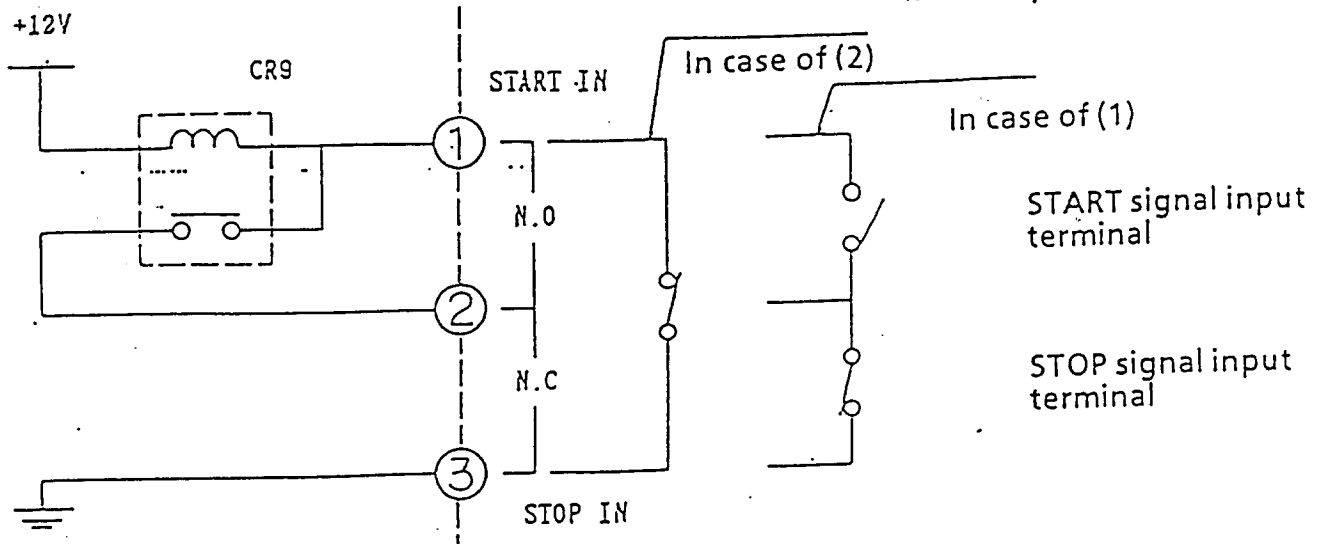 +12V
CR9
START IN
In case of (2)
In case of (1)
1
N.O
START signal input
terminal
2
N.C
STOP signal input
terminal
3
STOP IN